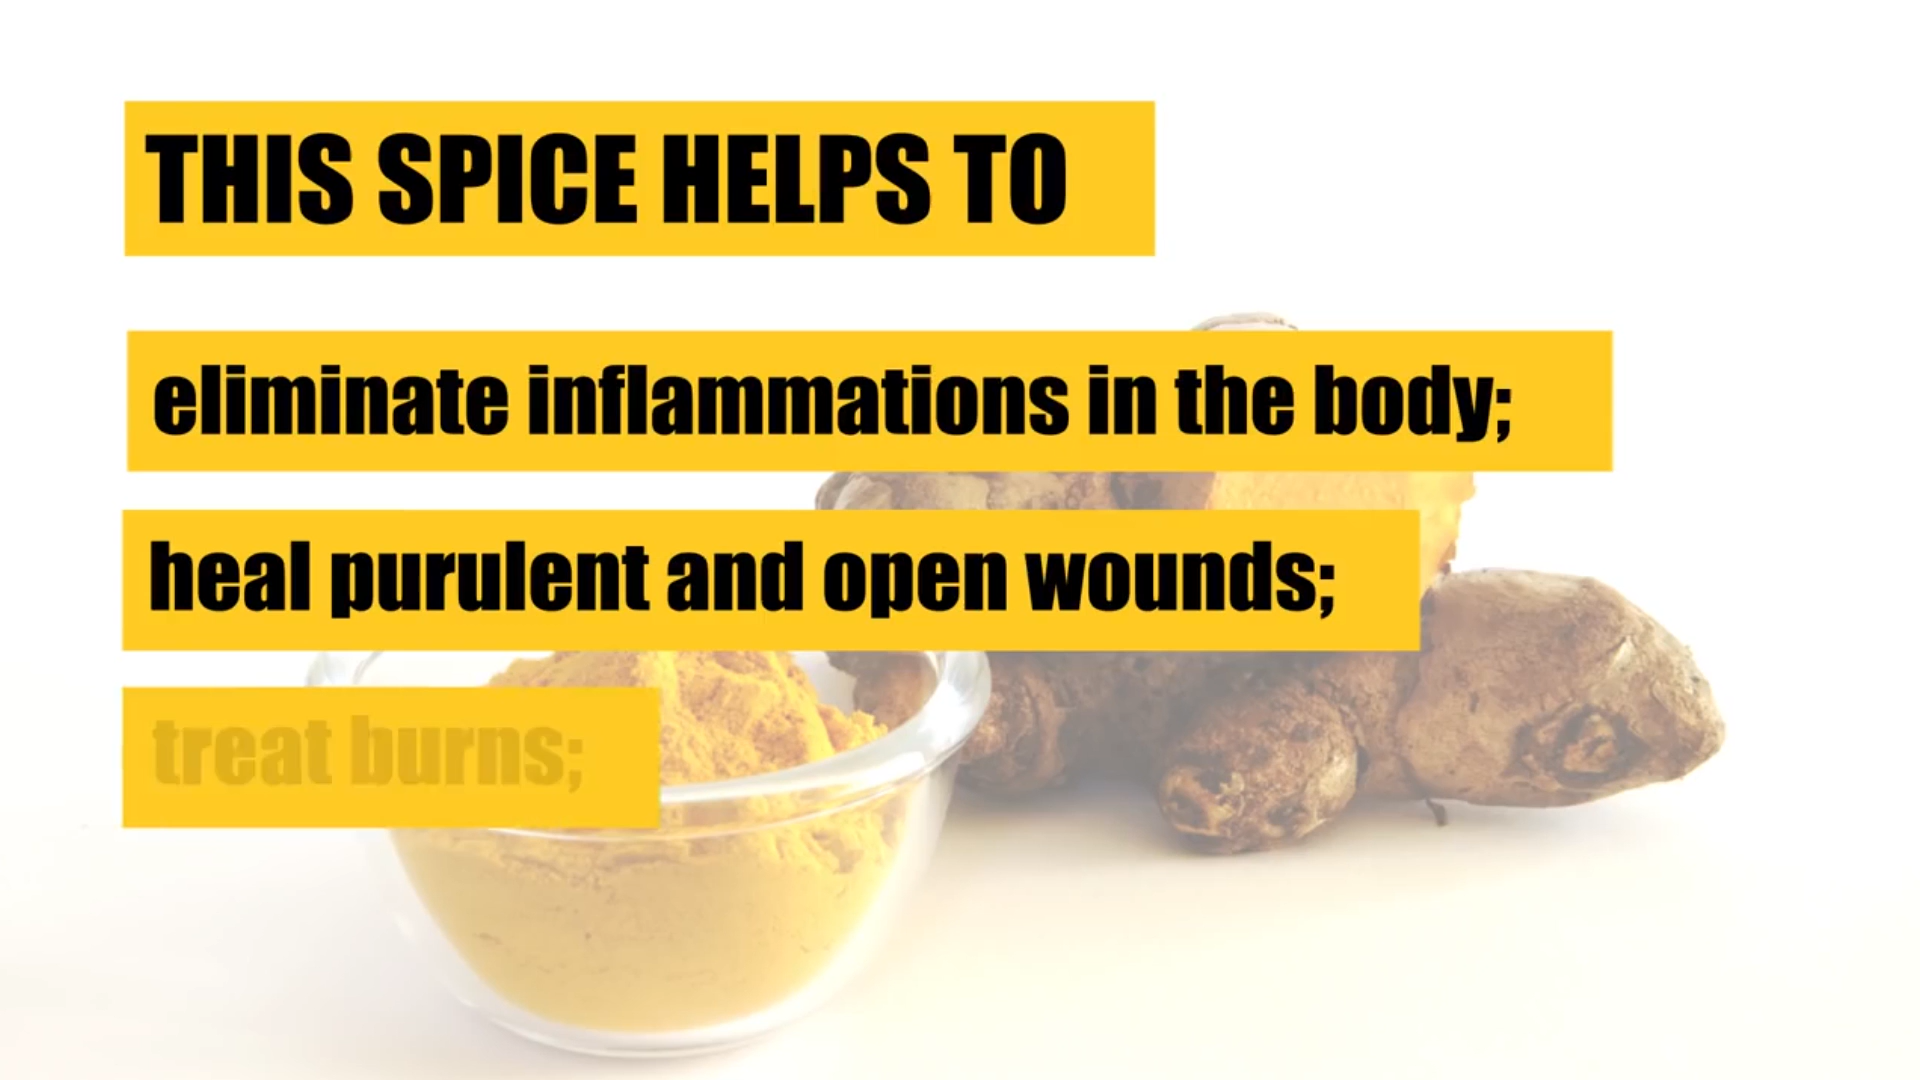 THIS SPICE HELPS TO
eliminate inflammations in the body;
heal purulent and open wounds;
treat burns;